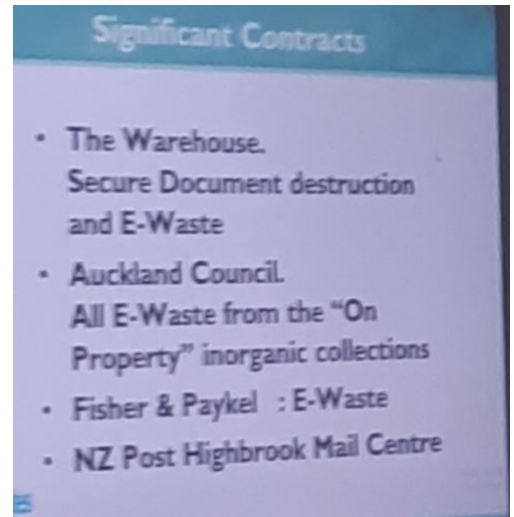 Significant Contracts
• The Warehouse.
Secure Document destruction
and E-Waste
• Auckland Council.
All E-Waste from the “On
Property” inorganic collections
• Fisher & Paykel : E-Waste
• NZ Post Highbrook Mail Centre